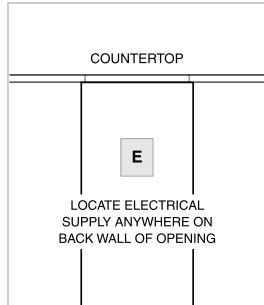 COUNTERTOP
E
LOCATE ELECTRICAL
SUPPLY ANYWHERE ON
BACK WALL OF OPENING